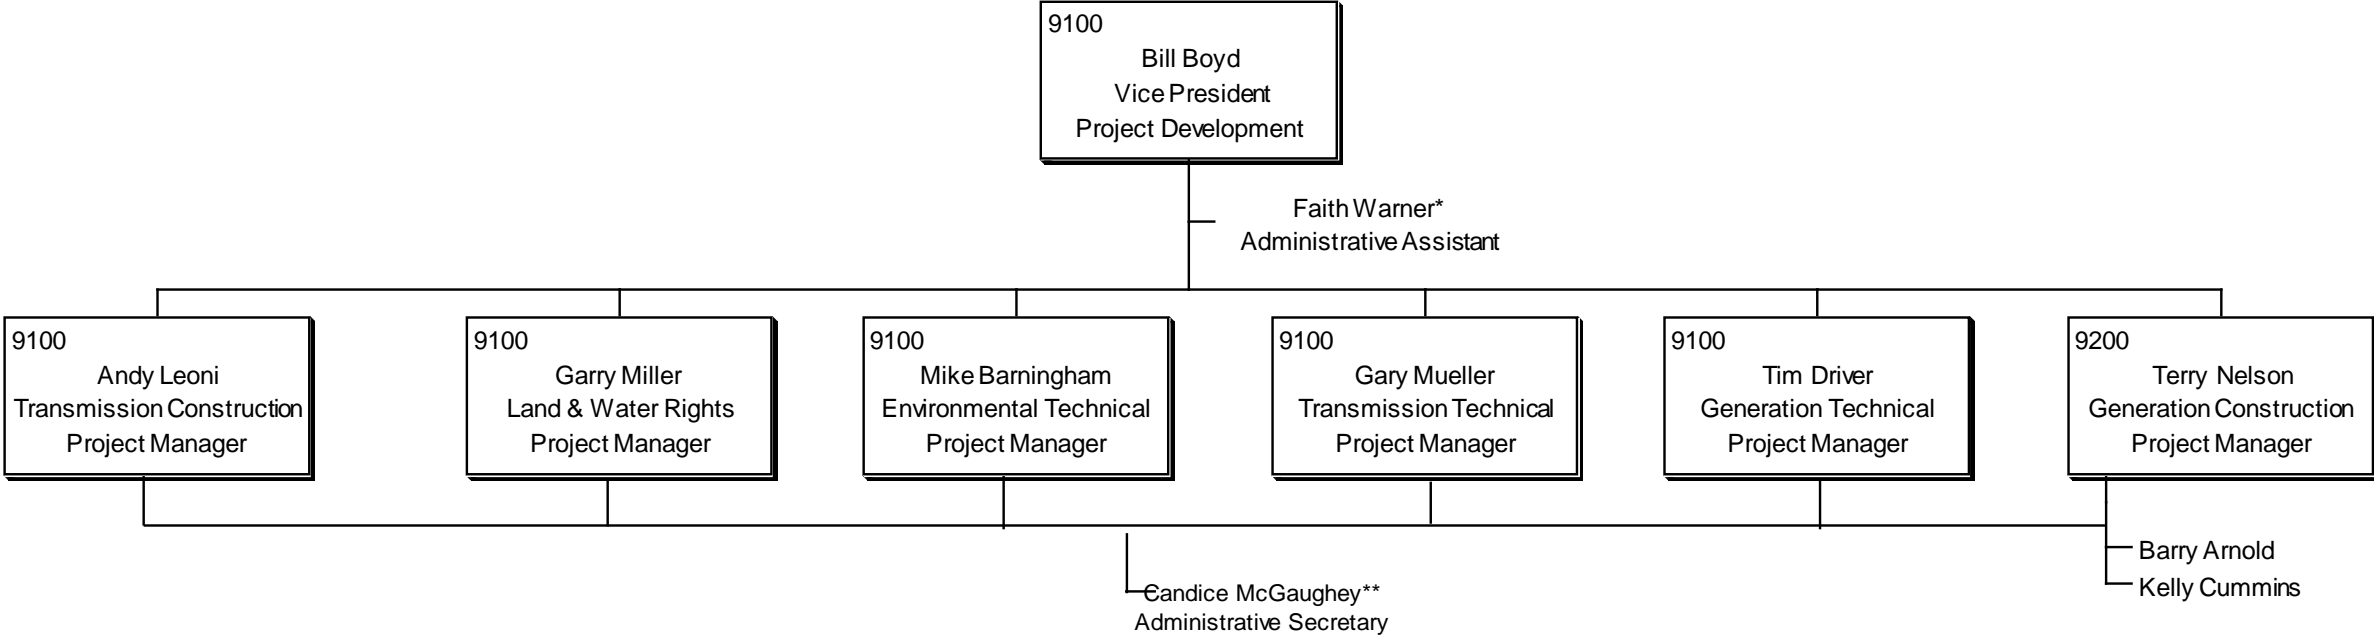 9100
Bill Boyd
Vice President
Project Development
Faith Warner*
Administrative Assistant
9100
Andy Leoni
Transmission Construction
Project Manager
9100
Garry Miller
Land & Water Rights
Project Manager
9100
Mike Barningham
Environmental Technical
Project Manager
9100
Gary Mueller
Transmission Technical
Project Manager
9100
Tim Driver
Generation Technical
Project Manager
9200
Terry Nelson
Generation Construction
Project Manager
Barry Arnold
Kelly Cummins
Candice McGaughey**
Administrative Secretary